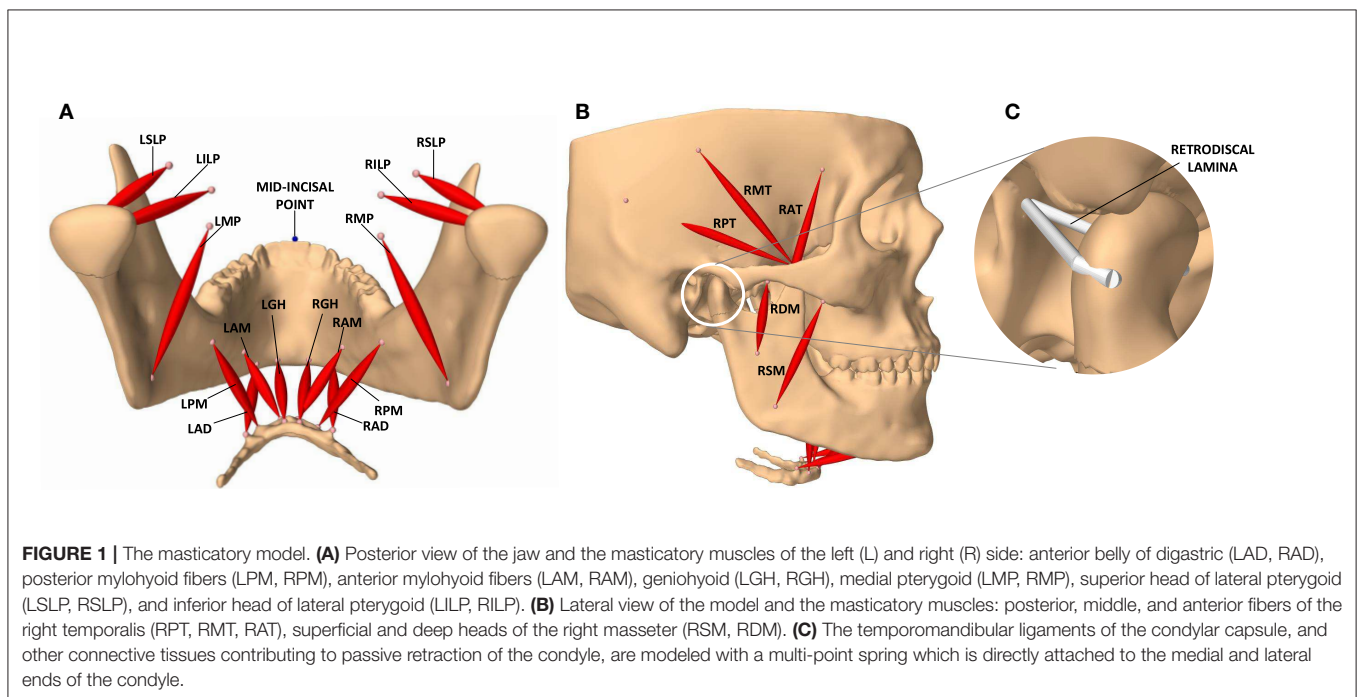 A
B
C
LSLP
RSLP
LILP
RILP
MID-INCISAL
POINT
LMP
RMP
LGH
RGH
LAM
RAM
LPM
RPM
LAD
RAD
RMT
RAT
RPT
RDM
RSM
RETRODISCAL
LAMINA
FIGURE 1 | The masticatory model. (A) Posterior view of the jaw and the masticatory muscles of the left (L) and right (R) side: anterior belly of digastric (LAD, RAD),
posterior mylohyoid fibers (LPM, RPM), anterior mylohyoid fibers (LAM, RAM), geniohyoid (LGH, RGH), medial pterygoid (LMP, RMP), superior head of lateral pterygoid
(LSLP, RSLP), and inferior head of lateral pterygoid (LILP, RILP). (B) Lateral view of the model and the masticatory muscles: posterior, middle, and anterior fibers of the
right temporalis (RPT, RMT, RAT), superficial and deep heads of the right masseter (RSM, RDM). (C) The temporomandibular ligaments of the condylar capsule, and
other connective tissues contributing to passive retraction of the condyle, are modeled with a multi-point spring which is directly attached to the medial and lateral
ends of the condyle.